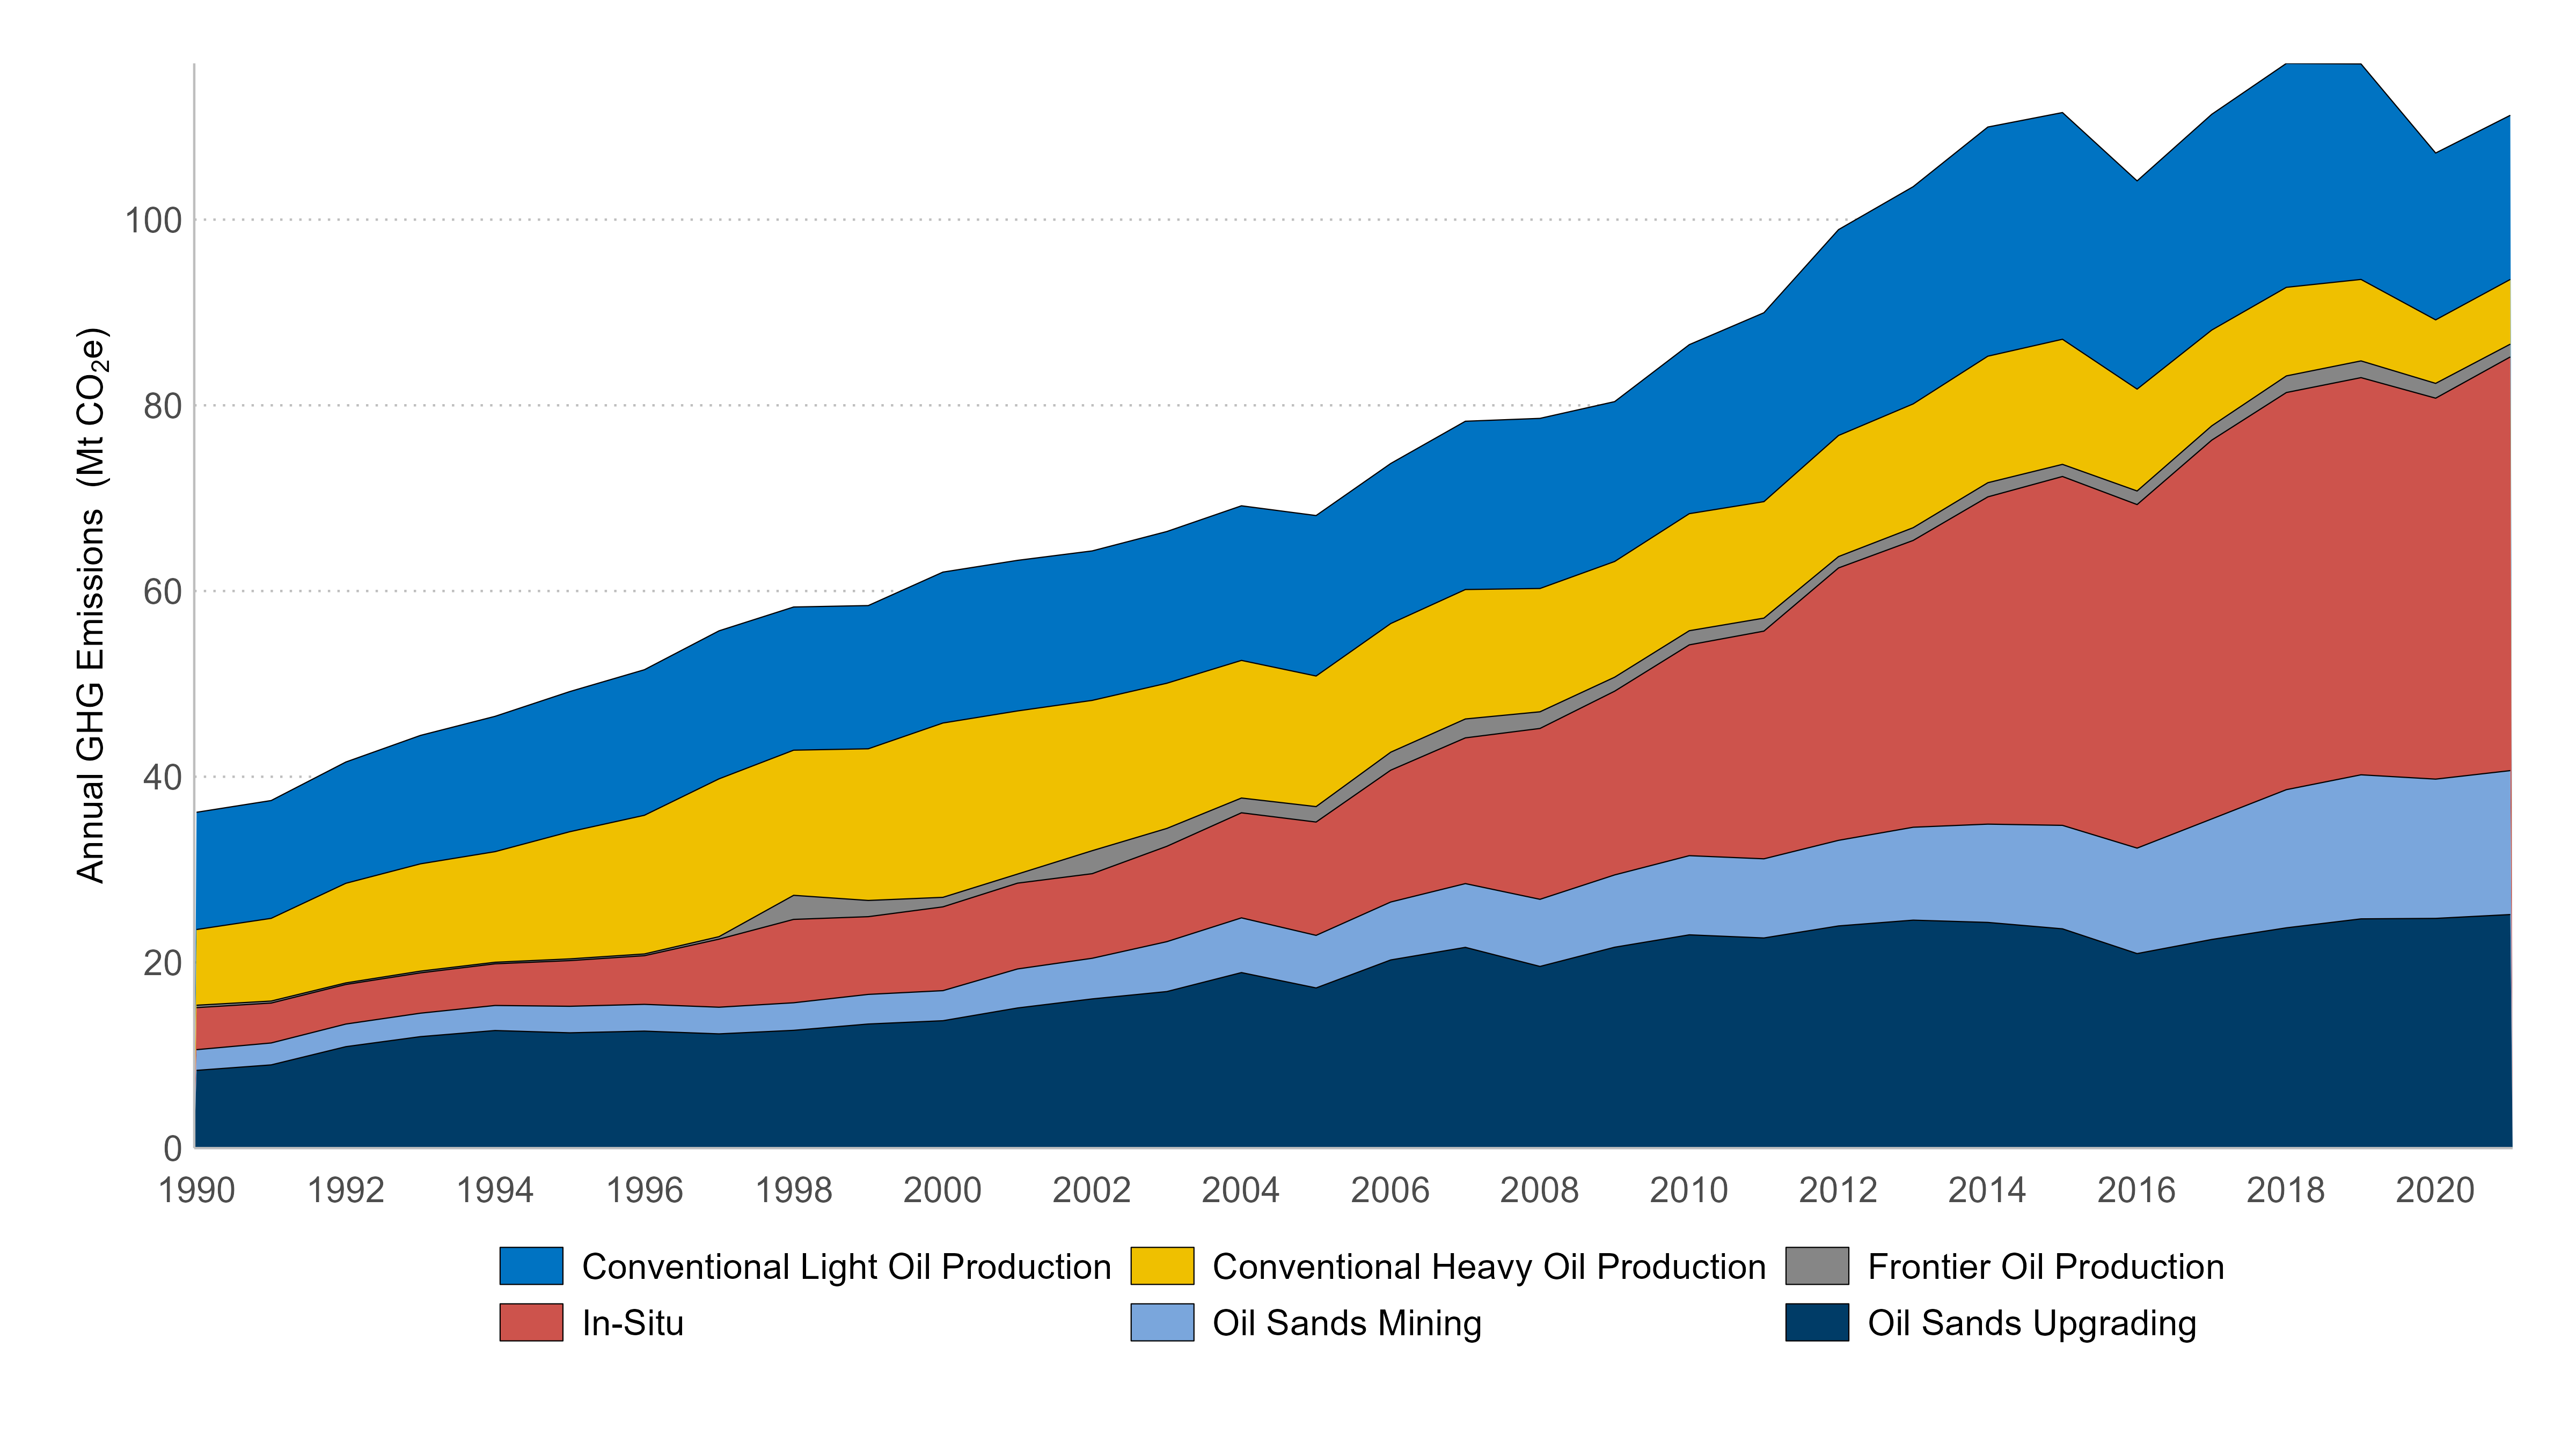 Annual GHG Emissions (Mt CO₂e)
100
80
60
40
20
0
1990 1992 1994 1996 1998 2000 2002 2004 2006 2008 2010 2012 2014 2016 2018 2020
Conventional Light Oil Production Conventional Heavy Oil Production Frontier Oil Production
In-Situ Oil Sands Mining Oil Sands Upgrading